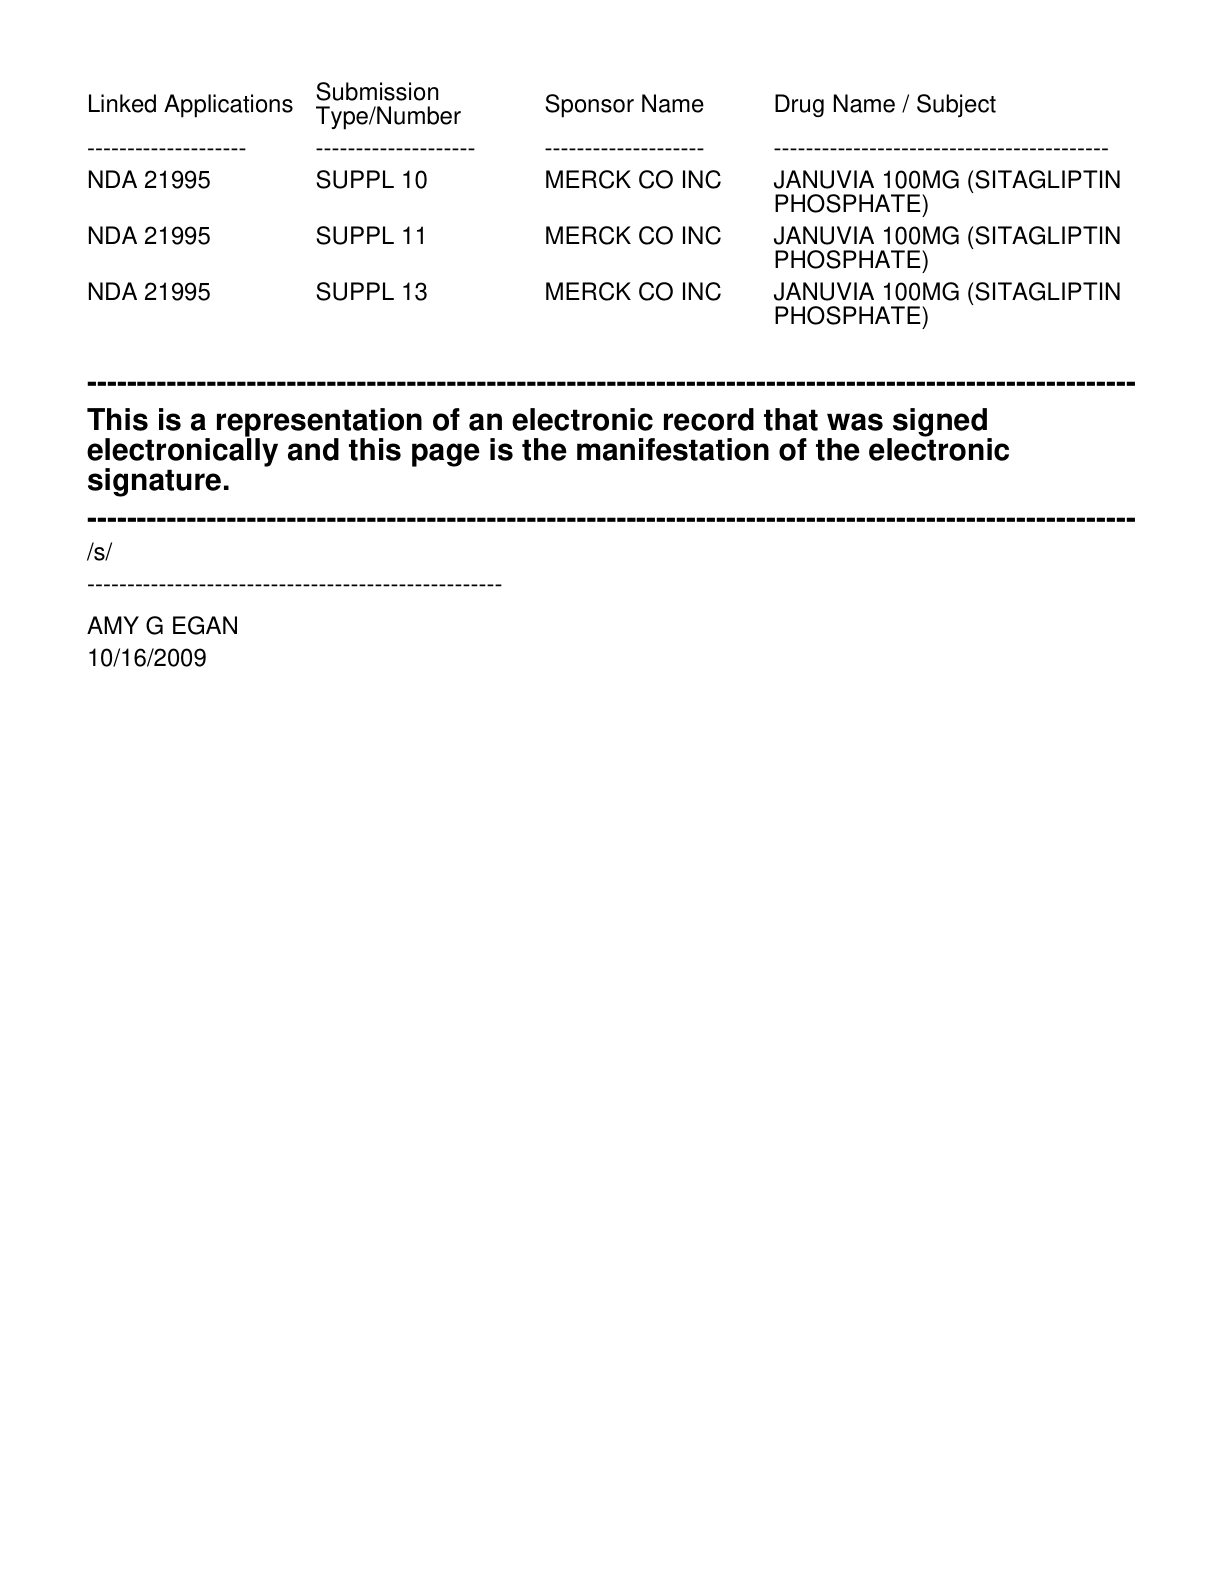 Linked Applications Submission Type/Number Sponsor Name Drug Name / Subject
-------------------- -------------------- -------------------- ------------------------------------------
NDA 21995 SUPPL 10 MERCK CO INC JANUVIA 100MG (SITAGLIPTIN
PHOSPHATE)
NDA 21995 SUPPL 11 MERCK CO INC JANUVIA 100MG (SITAGLIPTIN
PHOSPHATE)
NDA 21995 SUPPL 13 MERCK CO INC JANUVIA 100MG (SITAGLIPTIN
PHOSPHATE)
---------------------------------------------------------------------------------------------------------
This is a representation of an electronic record that was signed
electronically and this page is the manifestation of the electronic
signature.
---------------------------------------------------------------------------------------------------------
/s/
----------------------------------------------------
AMY G EGAN
10/16/2009